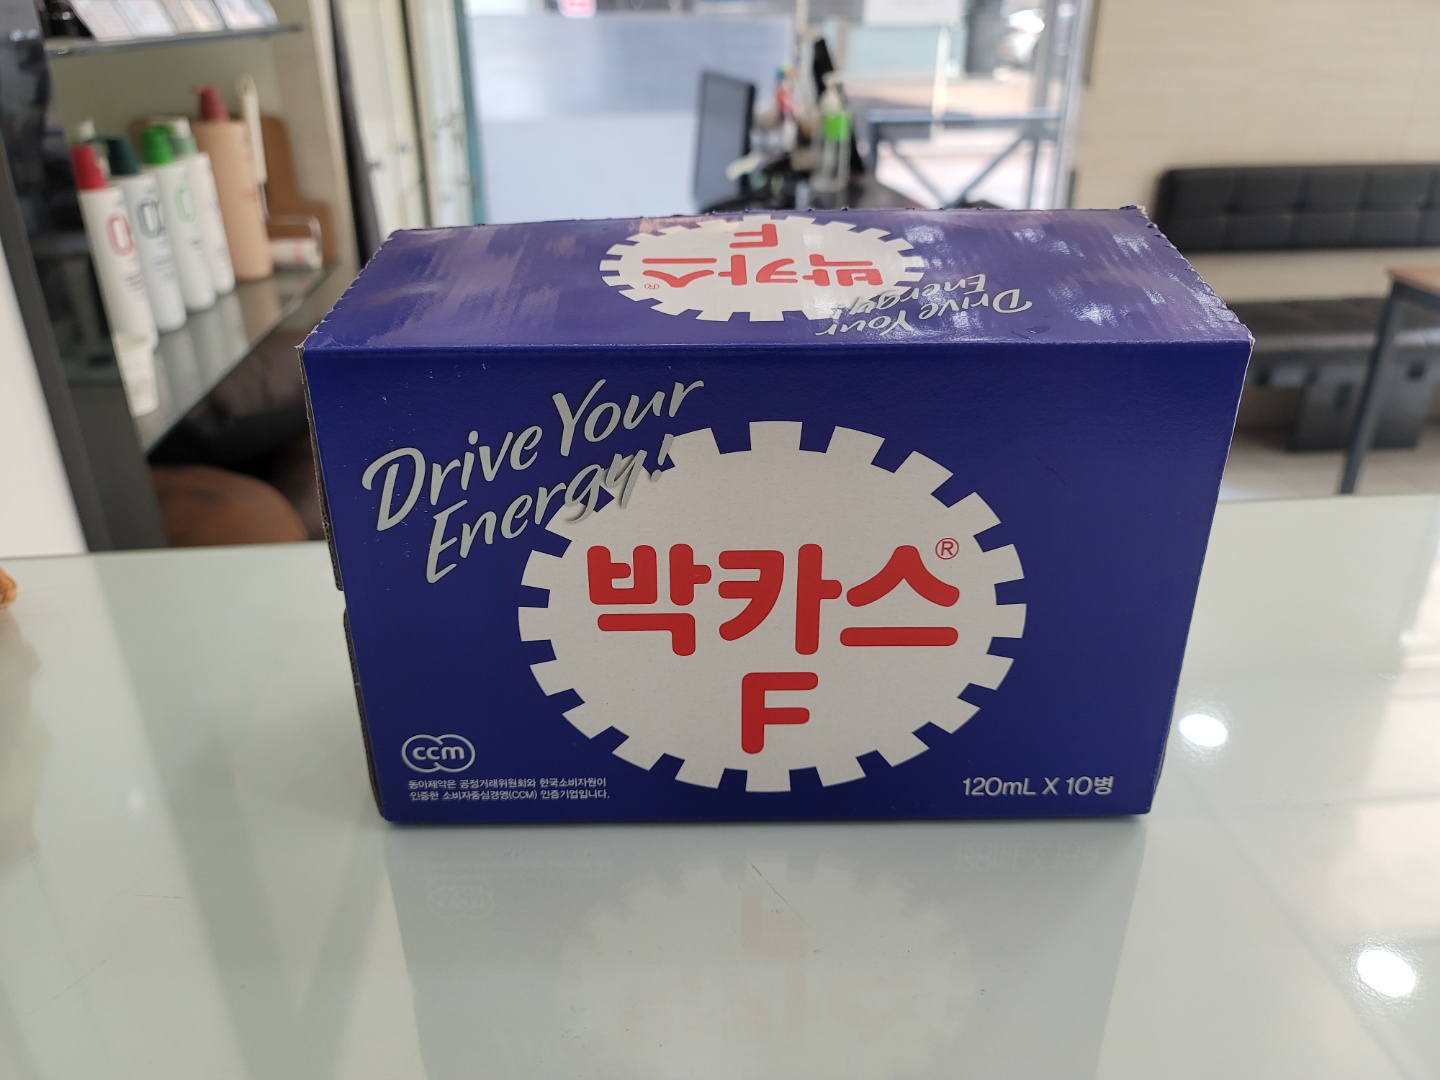 박카스®
F
Drive Your
Energy!
Drive Your
Energy!
박카스®
F
ccm
동아제약은 공정거래위원회와 한국소비자원이
인증한 소비자중심경영(CCM) 인증기업입니다.
120mL X 10병